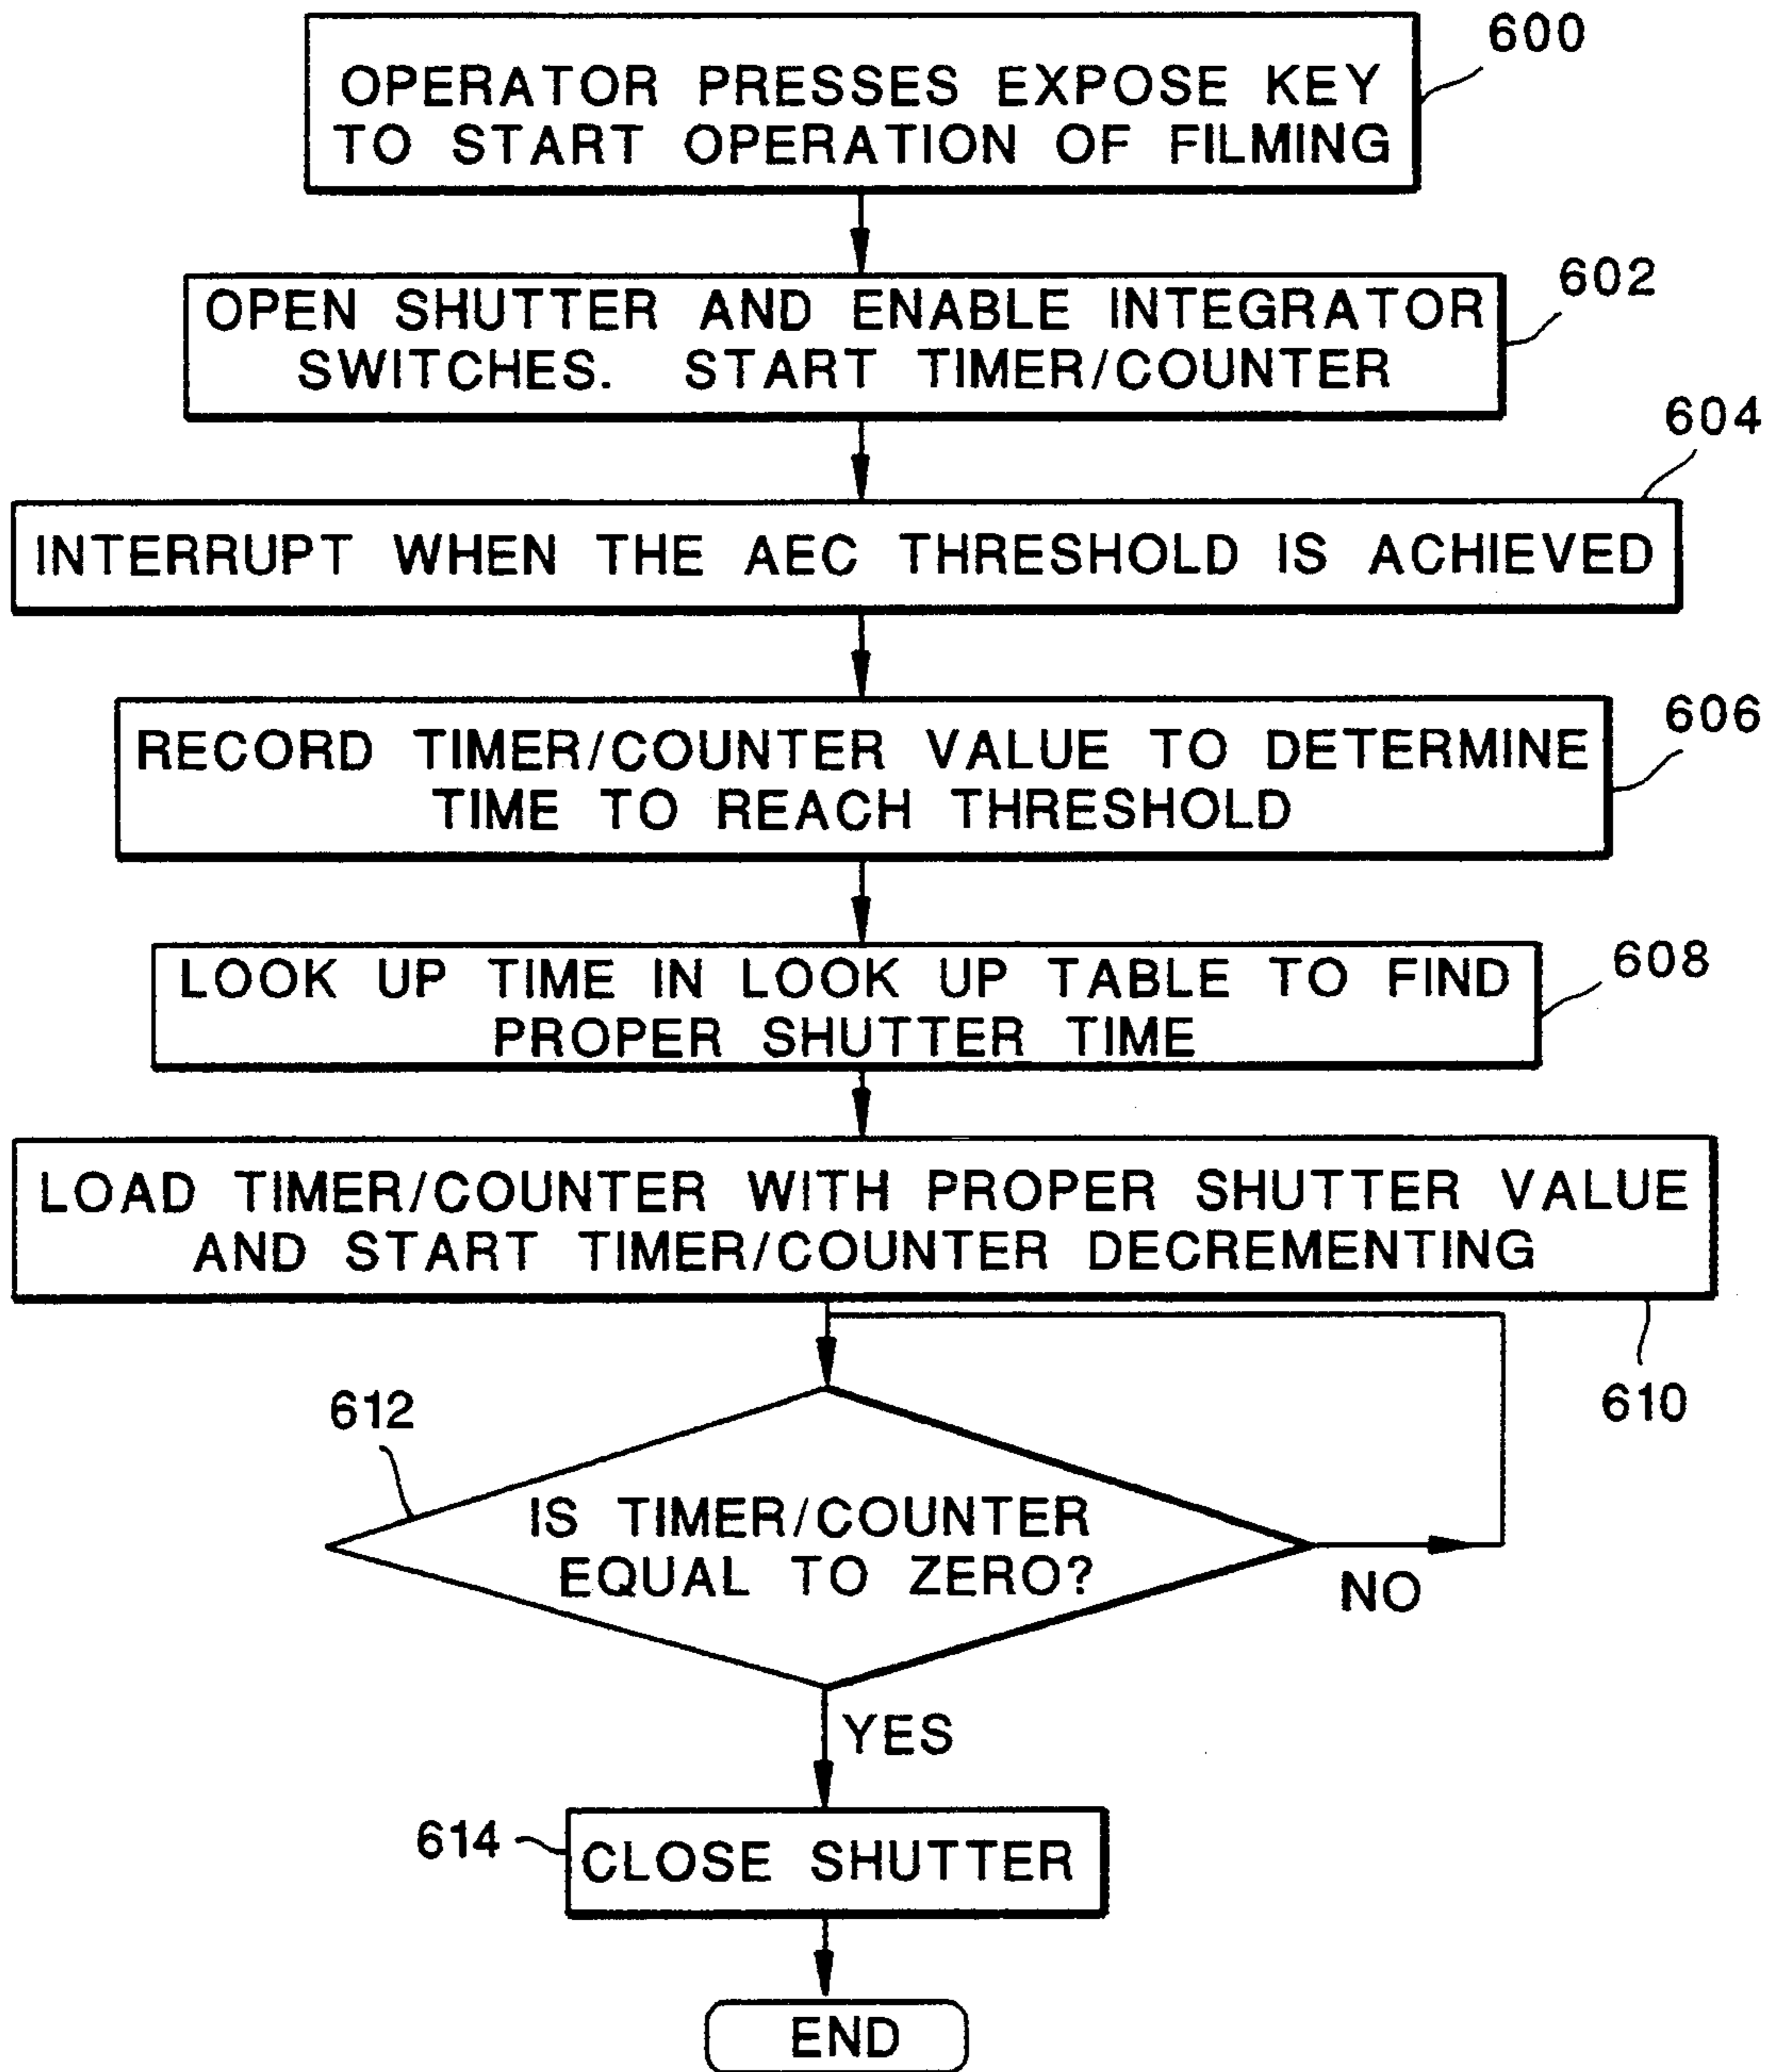 600
OPERATOR PRESSES EXPOSE KEY
TO START OPERATION OF FILMING
602
OPEN SHUTTER AND ENABLE INTEGRATOR
SWITCHES. START TIMER/COUNTER
604
INTERRUPT WHEN THE AEC THRESHOLD IS ACHIEVED
606
RECORD TIMER/COUNTER VALUE TO DETERMINE
TIME TO REACH THRESHOLD
608
LOOK UP TIME IN LOOK UP TABLE TO FIND
PROPER SHUTTER TIME
LOAD TIMER/COUNTER WITH PROPER SHUTTER VALUE
AND START TIMER/COUNTER DECREMENTING
610
612
IS TIMER/COUNTER
EQUAL TO ZERO?
NO
YES
614
CLOSE SHUTTER
END